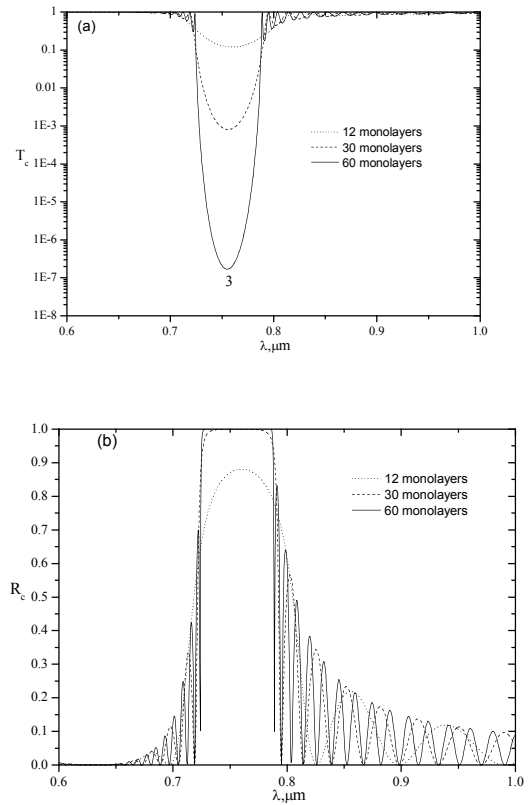 (a)
1
0.1
0.01
1E-3
1E-4
1E-5
1E-6
1E-7
1E-8
T_c
12 monolayers
30 monolayers
60 monolayers
3
0.6 0.7 0.8 0.9 1.0
λ,μm
(b)
1.0
0.9
0.8
0.7
0.6
0.5
0.4
0.3
0.2
0.1
0.0
R_c
12 monolayers
30 monolayers
60 monolayers
0.6 0.7 0.8 0.9 1.0
λ,μm